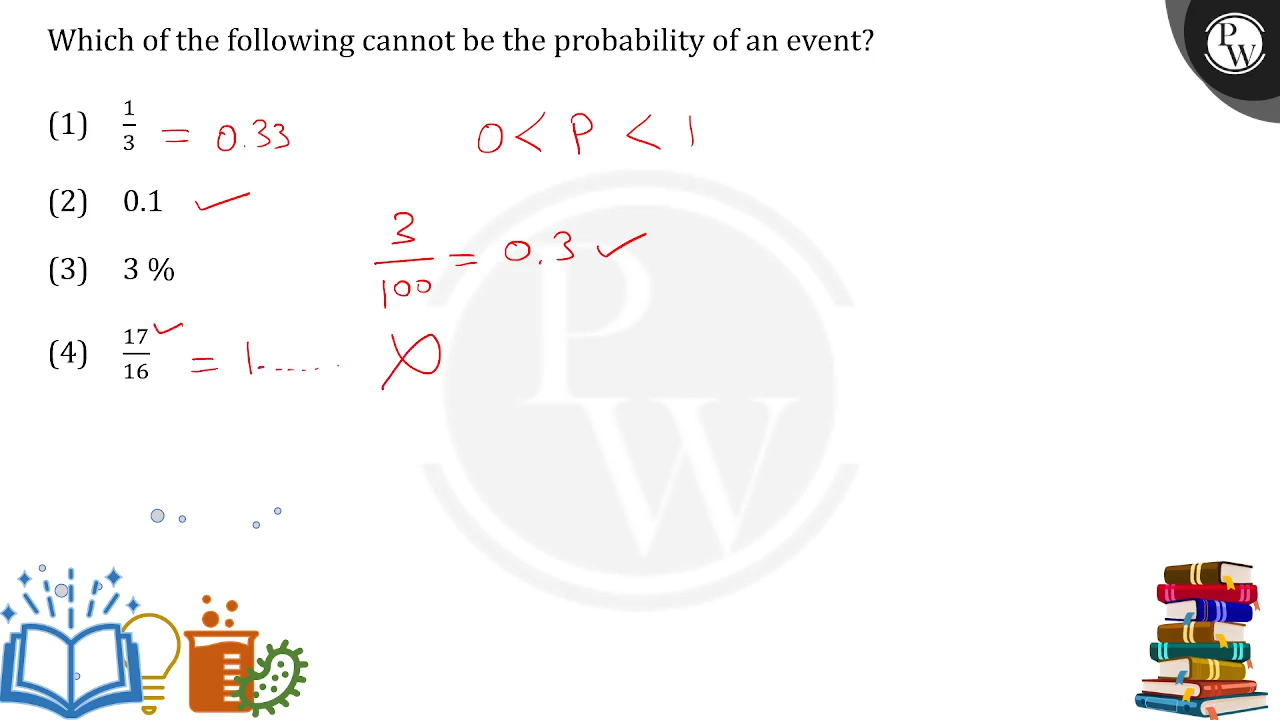 Which of the following cannot be the probability of an event?
PW
(1) 1/3 = 0.33
0 < P < 1
(2) 0.1 ✓
3/100 = 0.3 ✓
(3) 3 %
(4) 17/16 ✓ = 1.......
PW